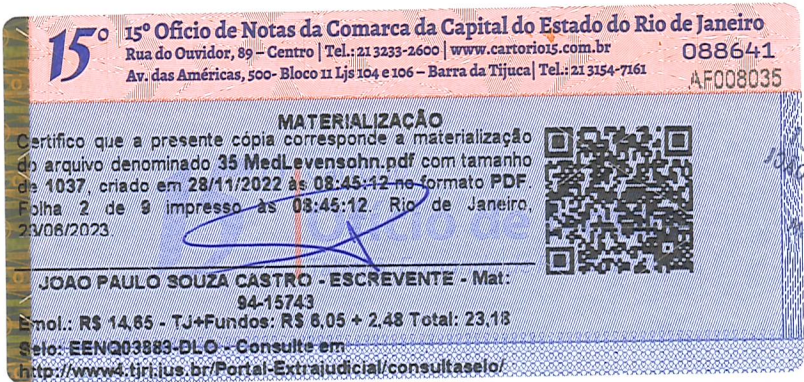 15º 15º Ofício de Notas da Comarca da Capital do Estado do Rio de Janeiro
Rua do Ouvidor, 89 – Centro | Tel.: 21 3233-2600 | www.cartorio15.com.br
088641
Av. das Américas, 500- Bloco 11 Ljs 104 e 106 – Barra da Tijuca| Tel.: 21 3154-7161
AF008035
MATERIALIZAÇÃO
Certifico que a presente cópia corresponde a materialização
do arquivo denominado 35 MedLevensohn.pdf com tamanho
de 1037, criado em 28/11/2022 às 08:45:12 no formato PDF.
Folha 2 de 9 impresso às 08:45:12. Rio de Janeiro,
23/06/2023.
Ofício de
JOAO PAULO SOUZA CASTRO - ESCREVENTE - Mat:
94-15743
Emol.: R$ 14,65 - TJ+Fundos: R$ 6,05 + 2,48 Total: 23,18
Selo: EENQ03883-DLO - Consulte em
http://www4.tjrj.jus.br/Portal-Extrajudicial/consultaselo/